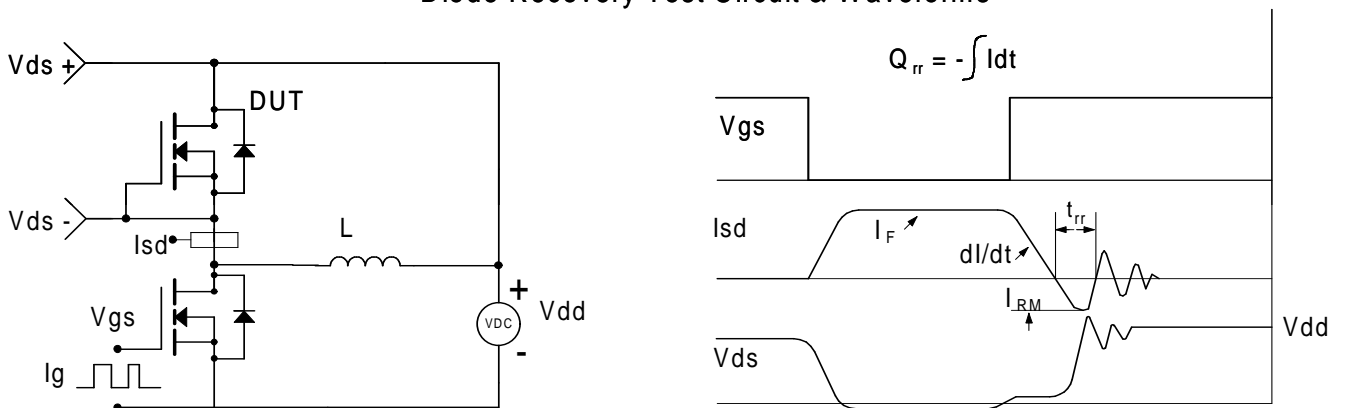 Diode Recovery Test Circuit & Waveforms
Vds +
DUT
Vds -
Isd
L
Vgs
Ig
VDC
+
-
Vdd
Q rr = - ∫ Idt
Vgs
Isd
I F
dI/dt
t rr
I RM
Vds
Vdd